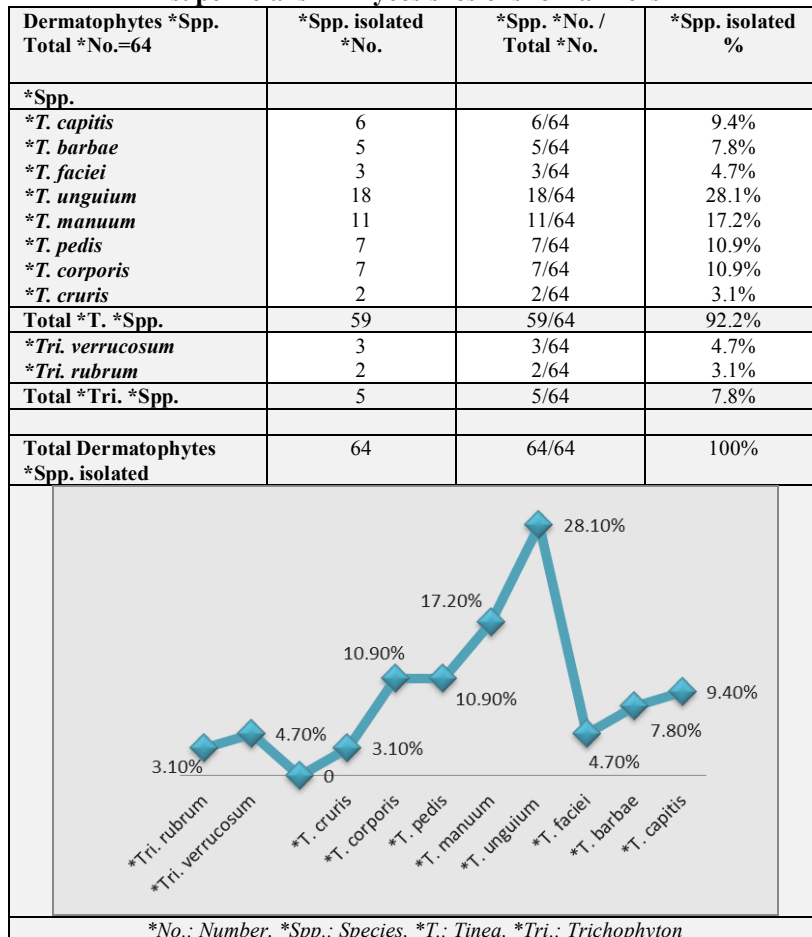 Dermatophytes *Spp. *Spp. isolated *Spp. *No. / *Spp. isolated
Total *No.=64 *No. Total *No. %
*Spp.
*T. capitis 6 6/64 9.4%
*T. barbae 5 5/64 7.8%
*T. faciei 3 3/64 4.7%
*T. unguium 18 18/64 28.1%
*T. manuum 11 11/64 17.2%
*T. pedis 7 7/64 10.9%
*T. corporis 7 7/64 10.9%
*T. cruris 2 2/64 3.1%
Total *T. *Spp. 59 59/64 92.2%
*Tri. verrucosum 3 3/64 4.7%
*Tri. rubrum 2 2/64 3.1%
Total *Tri. *Spp. 5 5/64 7.8%
Total Dermatophytes 64 64/64 100%
*Spp. isolated
28.10%
17.20%
10.90%
10.90%
9.40%
7.80%
4.70%
3.10%
4.70%
3.10%
0
*Tri. rubrum
*Tri. verrucosum
*T. cruris
*T. corporis
*T. pedis
*T. manuum
*T. unguium
*T. faciei
*T. barbae
*T. capitis
*No.: Number, *Spp.: Species, *T.: Tinea, *Tri.: Trichophyton